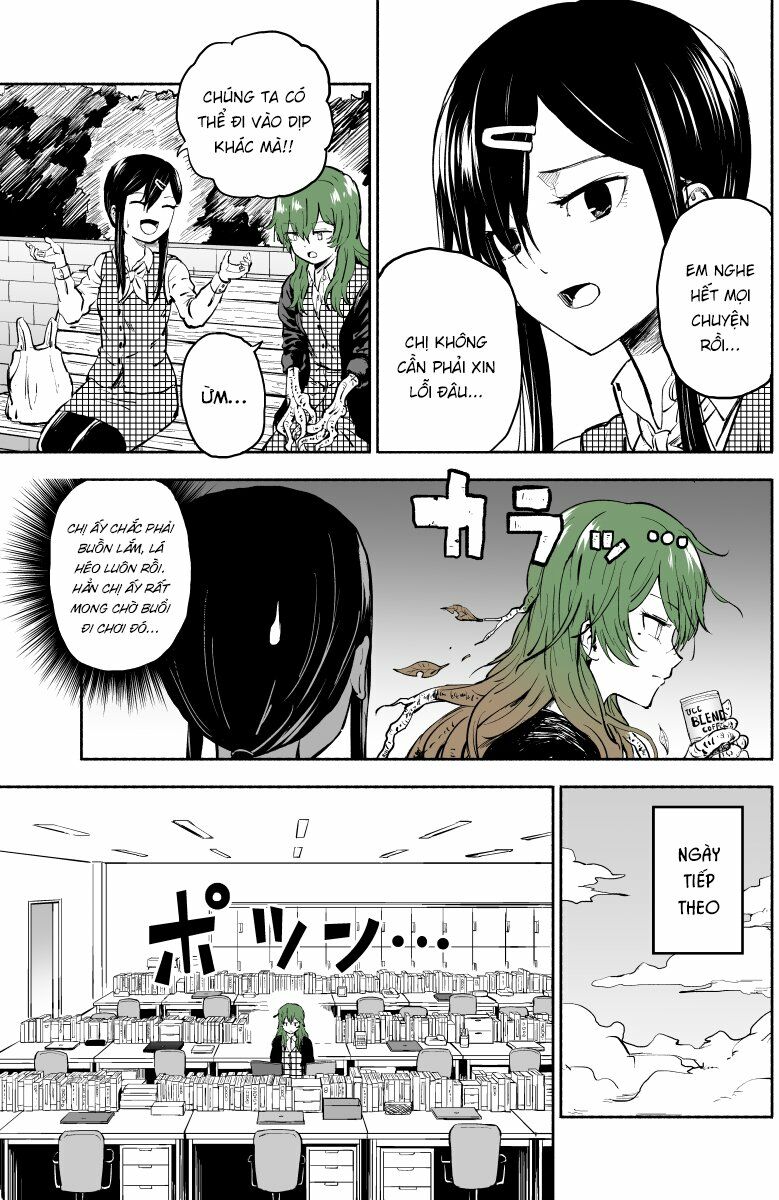 EM NGHE
HẾT MỌI
CHUYỆN
RỒI...
CHỊ KHÔNG
CẦN PHẢI XIN
LỖI ĐÂU...
CHÚNG TA CÓ
THỂ ĐI VÀO DỊP
KHÁC MÀ!!
ỪM...
カラッ...
UCC
BLEND
COFFEE
CHỊ ẤY CHẮC PHẢI
BUỒN LẮM, LÁ
HÉO LUÔN RỒI.
HẲN CHỊ ẤY RẤT
MONG CHỜ BUỔI
ĐI CHƠI ĐÓ...
NGÀY
TIẾP
THEO
ポツン...